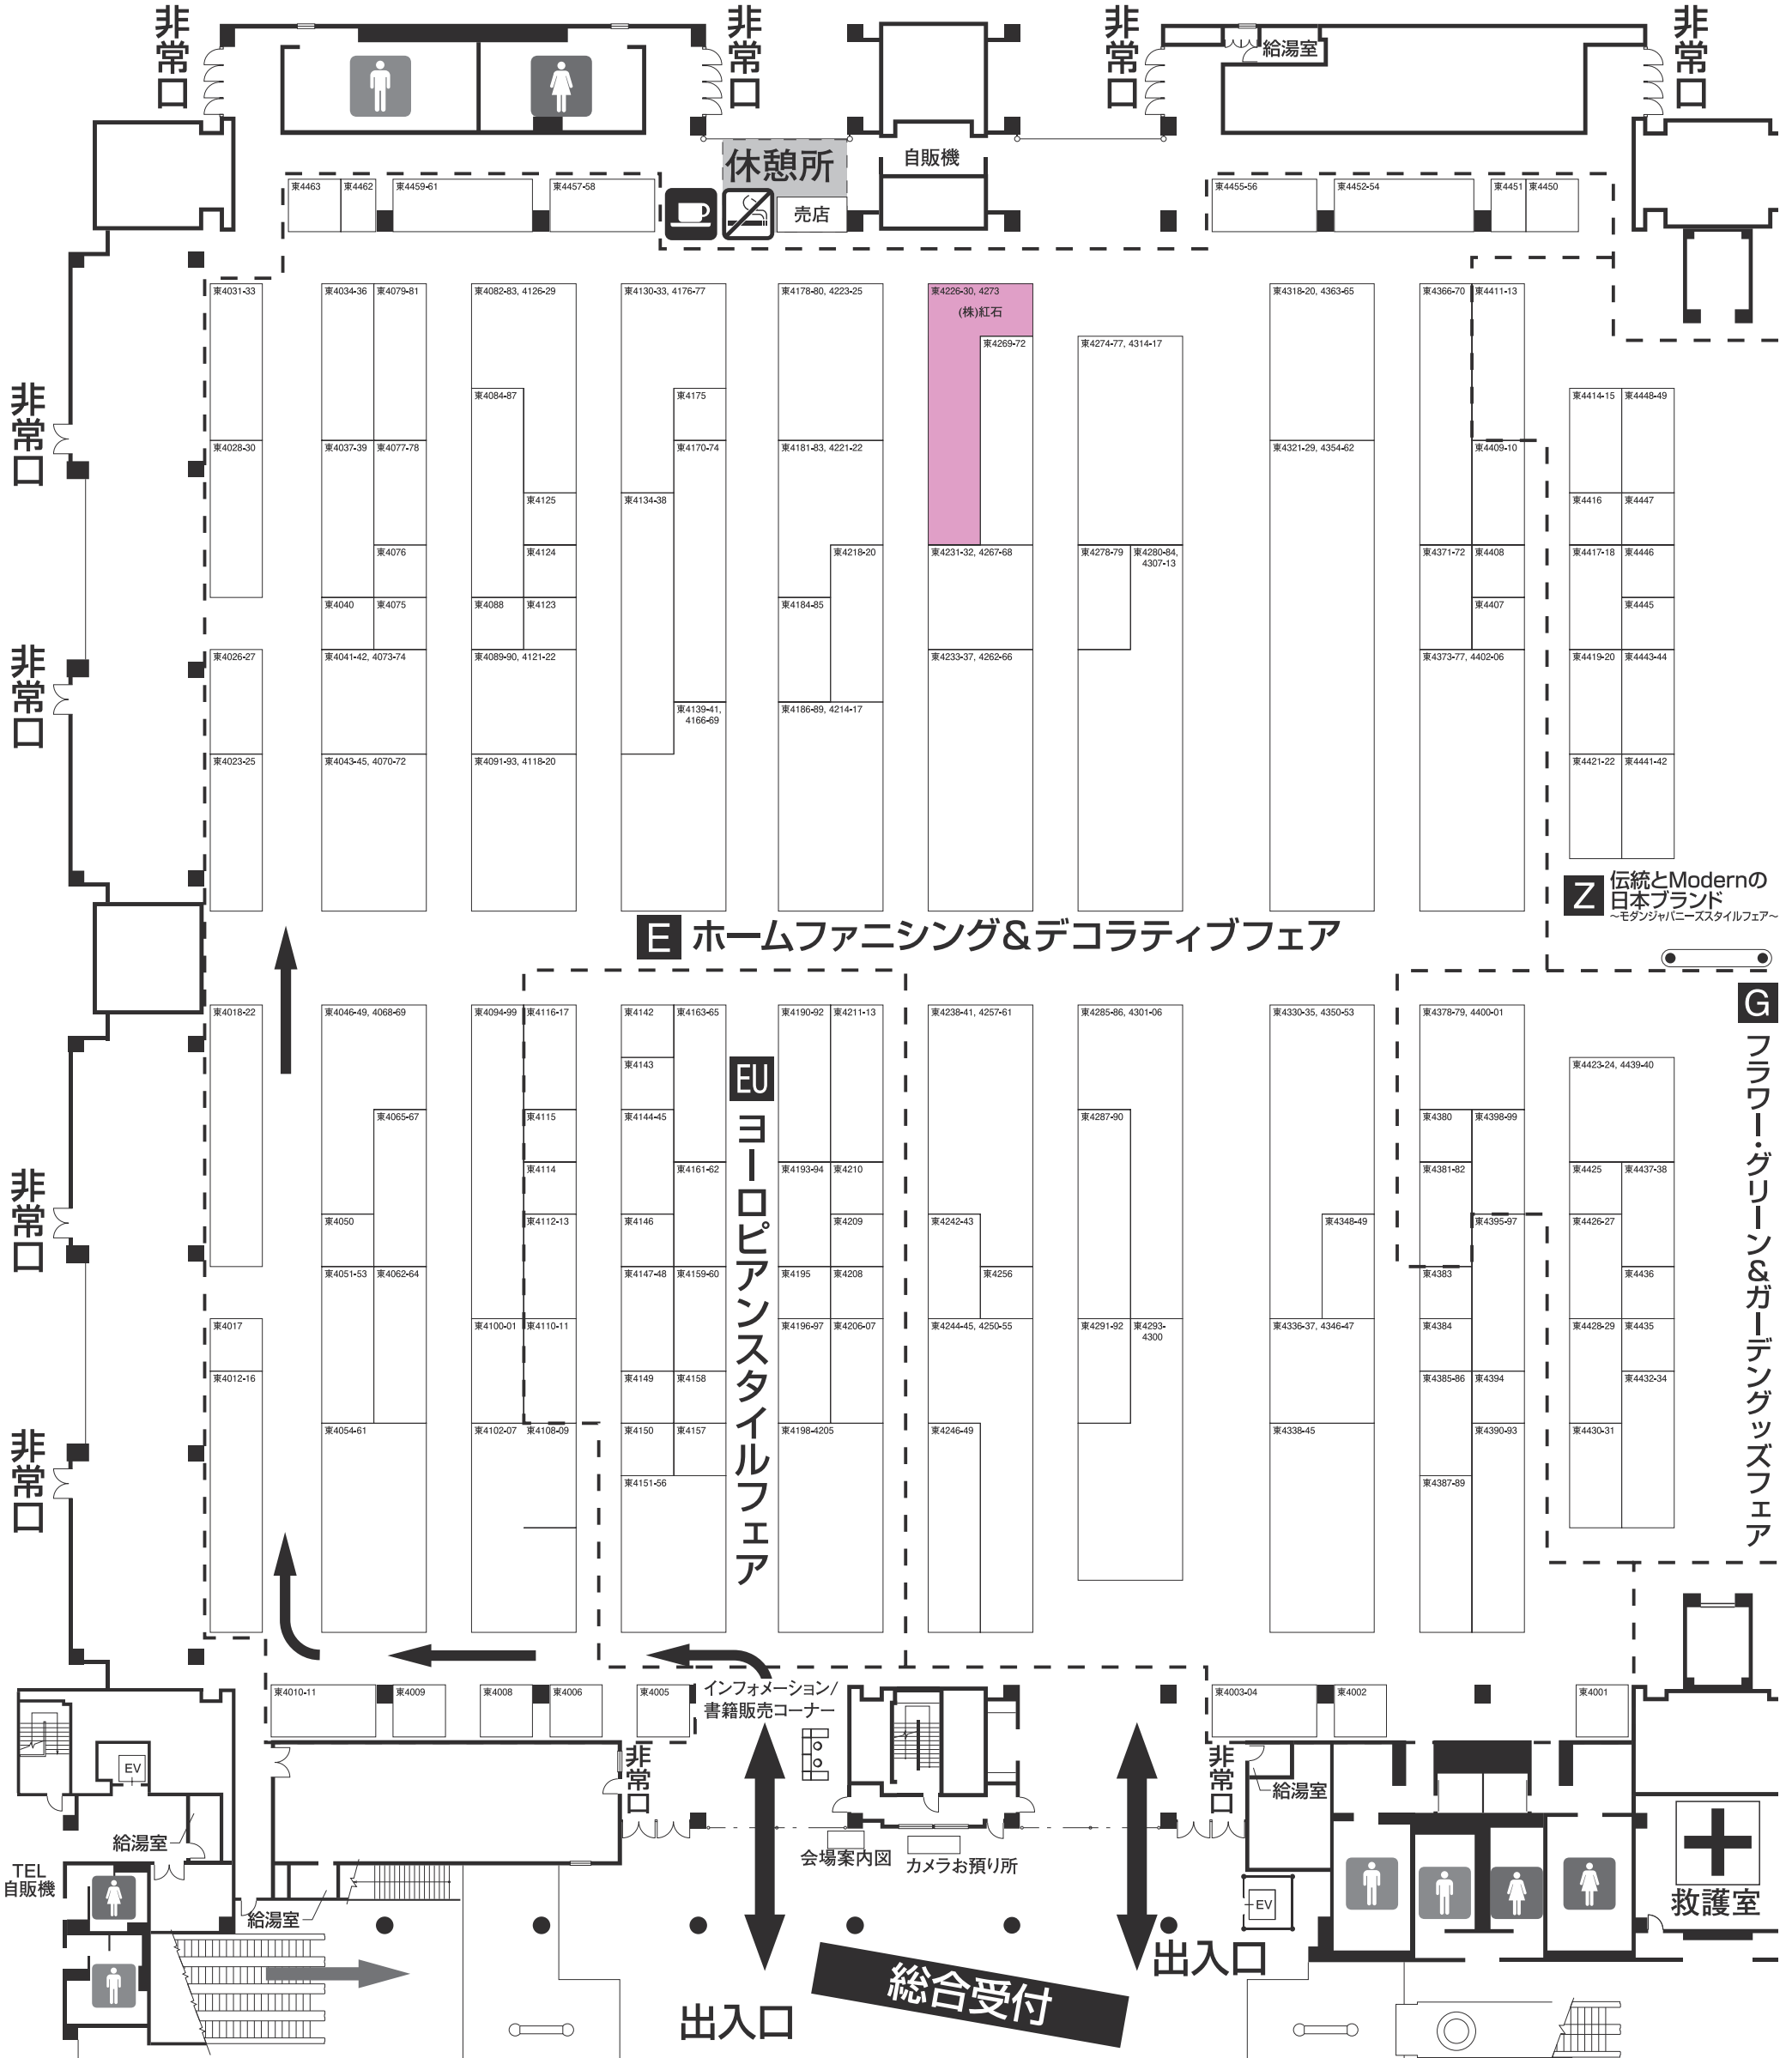 非常口
非常口
非常口
非常口
給湯室
休憩所
自販機
売店
東4463
東4462
東4459-61
東4457-58
東4455-56
東4452-54
東4451
東4450
東4031-33
東4034-36
東4079-81
東4082-83, 4126-29
東4130-33, 4176-77
東4178-80, 4223-25
東4226-30, 4273
(株)紅石
東4318-20, 4363-65
東4366-70
東4411-13
東4269-72
東4274-77, 4314-17
非常口
東4084-87
東4175
東4414-15
東4448-49
東4028-30
東4037-39
東4077-78
東4170-74
東4181-83, 4221-22
東4321-29, 4354-62
東4409-10
東4125
東4134-38
東4416
東4447
東4076
東4124
東4218-20
東4231-32, 4267-68
東4278-79
東4280-84,
4307-13
東4371-72
東4408
東4417-18
東4446
東4040
東4075
東4088
東4123
東4184-85
東4407
東4445
非常口
東4026-27
東4041-42, 4073-74
東4089-90, 4121-22
東4233-37, 4262-66
東4373-77, 4402-06
東4419-20
東4443-44
東4139-41,
4166-69
東4186-89, 4214-17
東4023-25
東4043-45, 4070-72
東4091-93, 4118-20
東4421-22
東4441-42
Z 伝統とModernの
日本ブランド
～モダンジャパニーズスタイルフェア～
E ホームファニシング&デコラティブフェア
G フラワー・グリーン&ガーデングッズフェア
東4018-22
東4046-49, 4068-69
東4094-99
東4116-17
東4142
東4163-65
東4190-92
東4211-13
東4238-41, 4257-61
東4285-86, 4301-06
東4330-35, 4350-53
東4378-79, 4400-01
EU ヨーロピアンスタイルフェア
東4143
東4423-24, 4439-40
東4065-67
東4115
東4144-45
東4287-90
東4380
東4398-99
非常口
東4114
東4161-62
東4193-94
東4210
東4381-82
東4425
東4437-38
東4050
東4112-13
東4146
東4209
東4242-43
東4348-49
東4395-97
東4426-27
東4051-53
東4062-64
東4147-48
東4159-60
東4195
東4208
東4256
東4383
東4436
東4017
東4100-01
東4110-11
東4196-97
東4206-07
東4244-45, 4250-55
東4291-92
東4293-
4300
東4336-37, 4346-47
東4384
東4428-29
東4435
東4012-16
東4149
東4158
東4385-86
東4394
東4432-34
非常口
東4054-61
東4102-07
東4108-09
東4150
東4157
東4198-4205
東4246-49
東4338-45
東4390-93
東4430-31
東4151-56
東4387-89
東4010-11
東4009
東4008
東4006
東4005
インフォメーション/
書籍販売コーナー
東4003-04
東4002
東4001
EV
非常口
非常口
給湯室
給湯室
会場案内図
カメラお預り所
TEL
自販機
給湯室
EV
救護室
出入口
総合受付
出入口